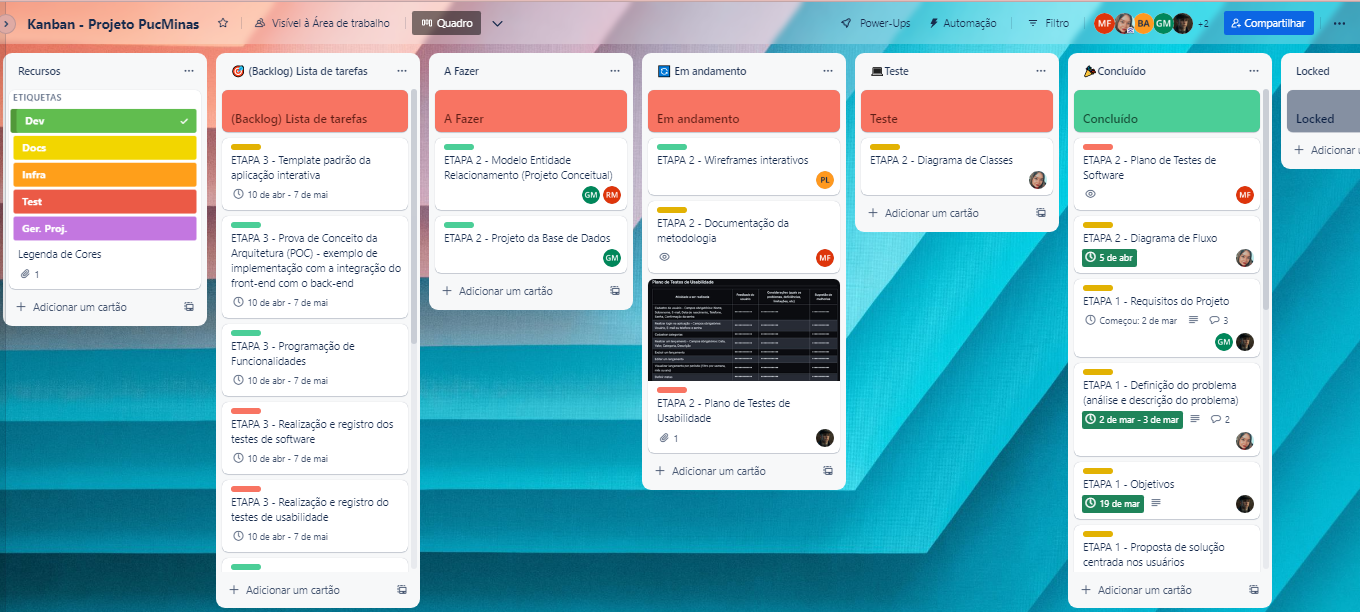 Kanban - Projeto PucMinas
Visível à Área de trabalho
Quadro
Power-Ups
Automação
Filtro
MF
BA
GM
+2
Compartilhar
Recursos
ETIQUETAS
Dev
Docs
Infra
Test
Ger. Proj.
Legenda de Cores
1
Adicionar um cartão
(Backlog) Lista de tarefas
(Backlog) Lista de tarefas
ETAPA 3 - Template padrão da
aplicação interativa
10 de abr - 7 de mai
ETAPA 3 - Prova de Conceito da
Arquitetura (POC) - exemplo de
implementação com a integração do
front-end com o back-end
10 de abr - 7 de mai
ETAPA 3 - Programação de
Funcionalidades
10 de abr - 7 de mai
ETAPA 3 - Realização e registro dos
testes de software
10 de abr - 7 de mai
ETAPA 3 - Realização e registro do
testes de usabilidade
10 de abr - 7 de mai
Adicionar um cartão
A Fazer
A Fazer
ETAPA 2 - Modelo Entidade
Relacionamento (Projeto Conceitual)
GM
RM
ETAPA 2 - Projeto da Base de Dados
GM
Adicionar um cartão
Em andamento
Em andamento
ETAPA 2 - Wireframes interativos
PL
ETAPA 2 - Documentação da
metodologia
MF
Plano de Testes de Usabilidade
ETAPA 2 - Plano de Testes de
Usabilidade
1
Adicionar um cartão
Teste
Teste
ETAPA 2 - Diagrama de Classes
Adicionar um cartão
Concluído
Concluído
ETAPA 2 - Plano de Testes de
Software
MF
ETAPA 2 - Diagrama de Fluxo
5 de abr
ETAPA 1 - Requisitos do Projeto
Começou: 2 de mar
3
GM
ETAPA 1 - Definição do problema
(análise e descrição do problema)
2 de mar - 3 de mar
2
ETAPA 1 - Objetivos
19 de mar
ETAPA 1 - Proposta de solução
centrada nos usuários
Adicionar um cartão
Locked
Locked
Adicionar